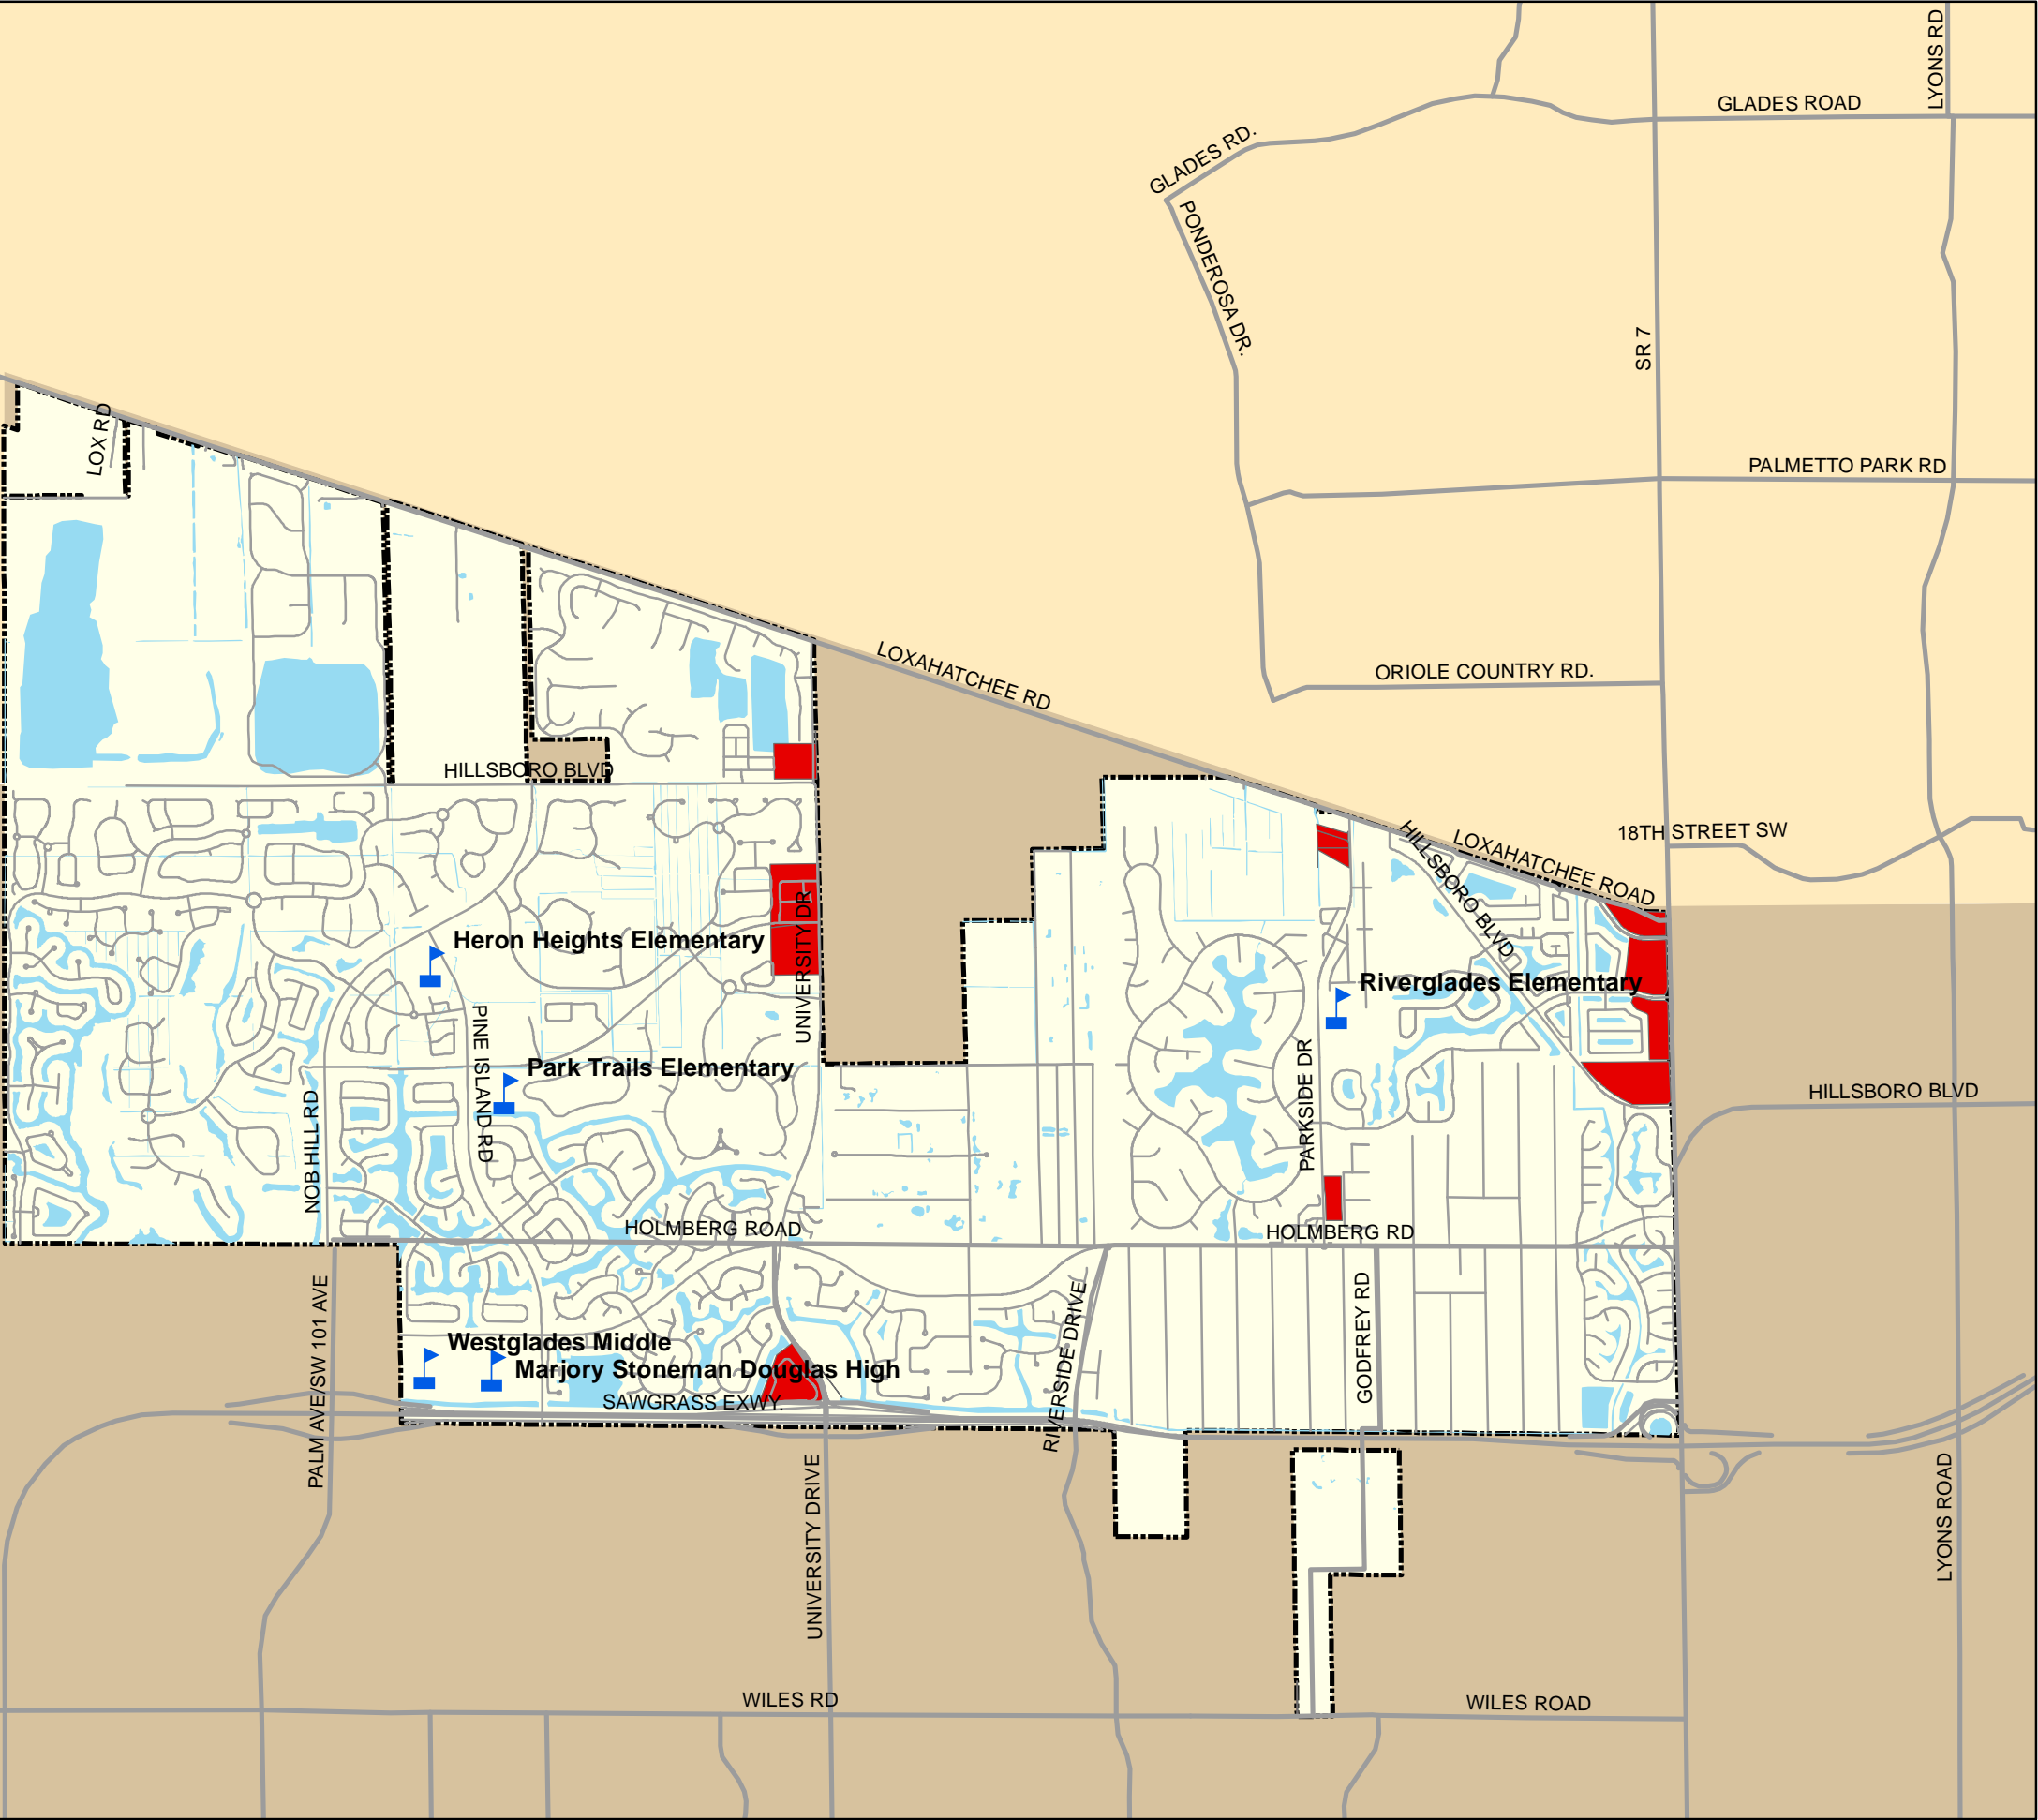 LYONS RD
GLADES ROAD
GLADES RD.
PONDEROSA DR.
SR 7
LOX RD
PALMETTO PARK RD
LOXAHATCHEE RD
ORIOLE COUNTRY RD.
HILLSBORO BLVD
18TH STREET SW
LOXAHATCHEE ROAD
HILLSBORO BLVD
Heron Heights Elementary
UNIVERSITY DR
Riverglades Elementary
PINE ISLAND RD
Park Trails Elementary
PARKSIDE DR
HILLSBORO BLVD
NOB HILL RD
HOLMBERG ROAD
HOLMBERG RD
PALM AVE/SW 101 AVE
GODFREY RD
RIVERSIDE DRIVE
Westglades Middle
Marjory Stoneman Douglas High
SAWGRASS EXWY.
UNIVERSITY DRIVE
LYONS ROAD
WILES RD
WILES ROAD